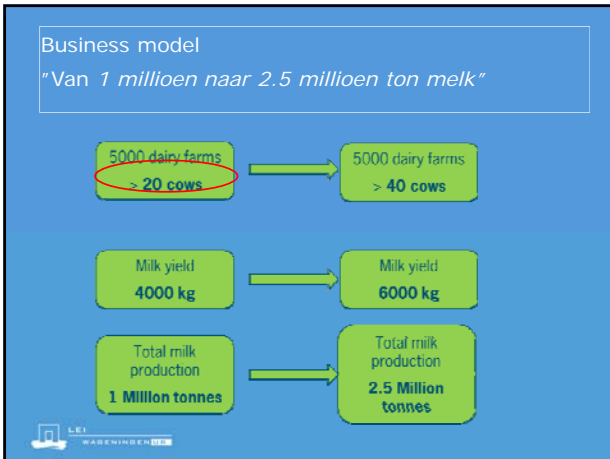 Business model
"Van 1 millioen naar 2.5 millioen ton melk"
5000 dairy farms
> 20 cows
5000 dairy farms
> 40 cows
Milk yield
4000 kg
Milk yield
6000 kg
Total milk
production
1 Million tonnes
Total milk
production
2.5 Million
tonnes
LEI
WAGENINGEN UR